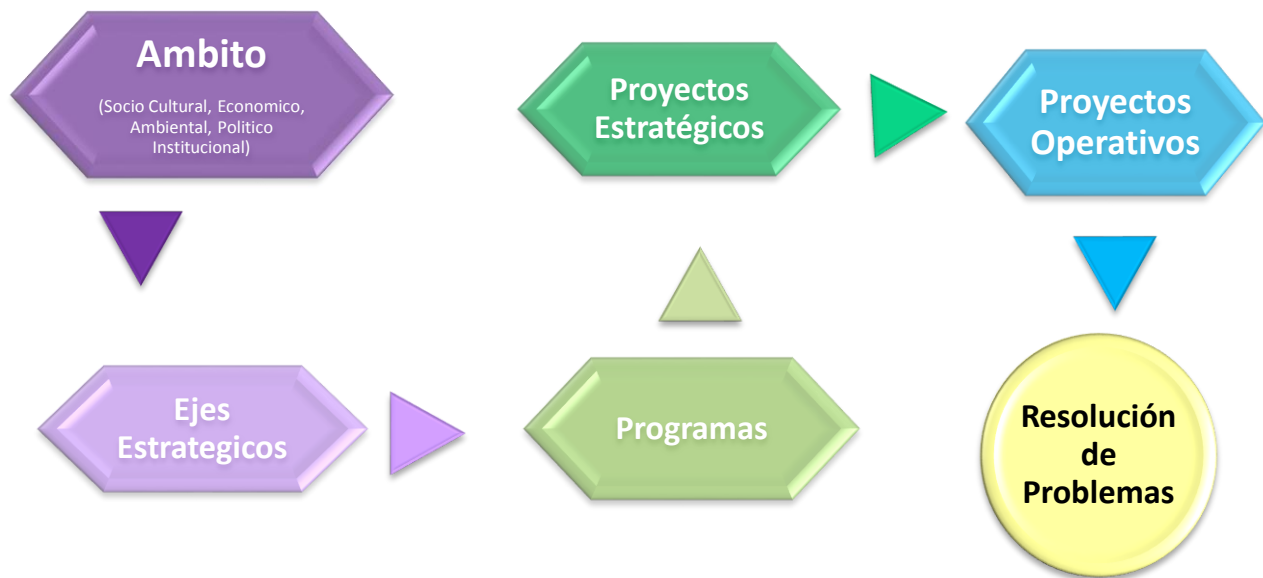 Ambito
(Socio Cultural, Economico,
Ambiental, Politico
Institucional)
Ejes
Estrategicos
Programas
Proyectos
Estratégicos
Proyectos
Operativos
Resolución
de
Problemas